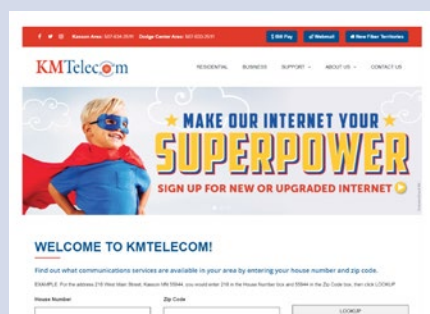 Kasson Area: 507-634-2511 Dodge Center Area: 507-633-2511
$ Bill Pay
Webmail
New Fiber Territories
KMTelecom
RESIDENTIAL
BUSINESS
SUPPORT
ABOUT US
CONTACT US
MAKE OUR INTERNET YOUR
SUPERPOWER
SIGN UP FOR NEW OR UPGRADED INTERNET
WELCOME TO KMTELECOM!
Find out what communications services are available in your area by entering your house number and zip code.
EXAMPLE: For the address 218 West Main Street, Kasson MN 55944, you would enter 218 in the House Number box and 55944 in the Zip Code box, then click LOOKUP
House Number
Zip Code
LOOKUP